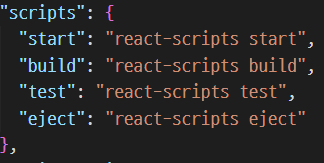 "scripts": {
"start": "react-scripts start",
"build": "react-scripts build",
"test": "react-scripts test",
"eject": "react-scripts eject"
},